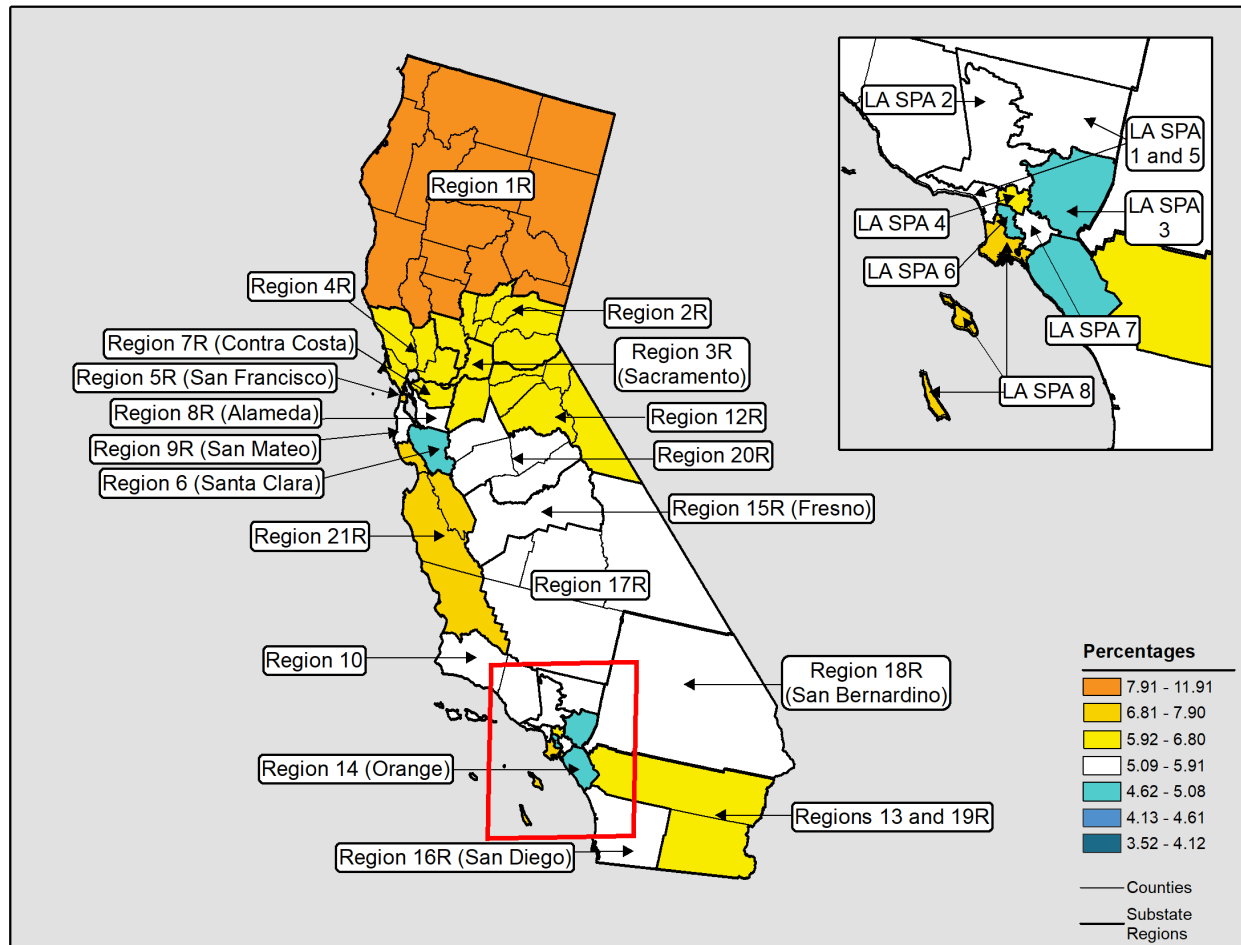 LA SPA 2
LA SPA
1 and 5
LA SPA 4
LA SPA
3
LA SPA 6
LA SPA 7
LA SPA 8
Region 1R
Region 4R
Region 2R
Region 7R (Contra Costa)
Region 3R
(Sacramento)
Region 5R (San Francisco)
Region 8R (Alameda)
Region 12R
Region 9R (San Mateo)
Region 20R
Region 6 (Santa Clara)
Region 15R (Fresno)
Region 21R
Region 17R
Region 10
Region 18R
(San Bernardino)
Region 14 (Orange)
Regions 13 and 19R
Region 16R (San Diego)
Percentages
7.91 - 11.91
6.81 - 7.90
5.92 - 6.80
5.09 - 5.91
4.62 - 5.08
4.13 - 4.61
3.52 - 4.12
Counties
Substate
Regions